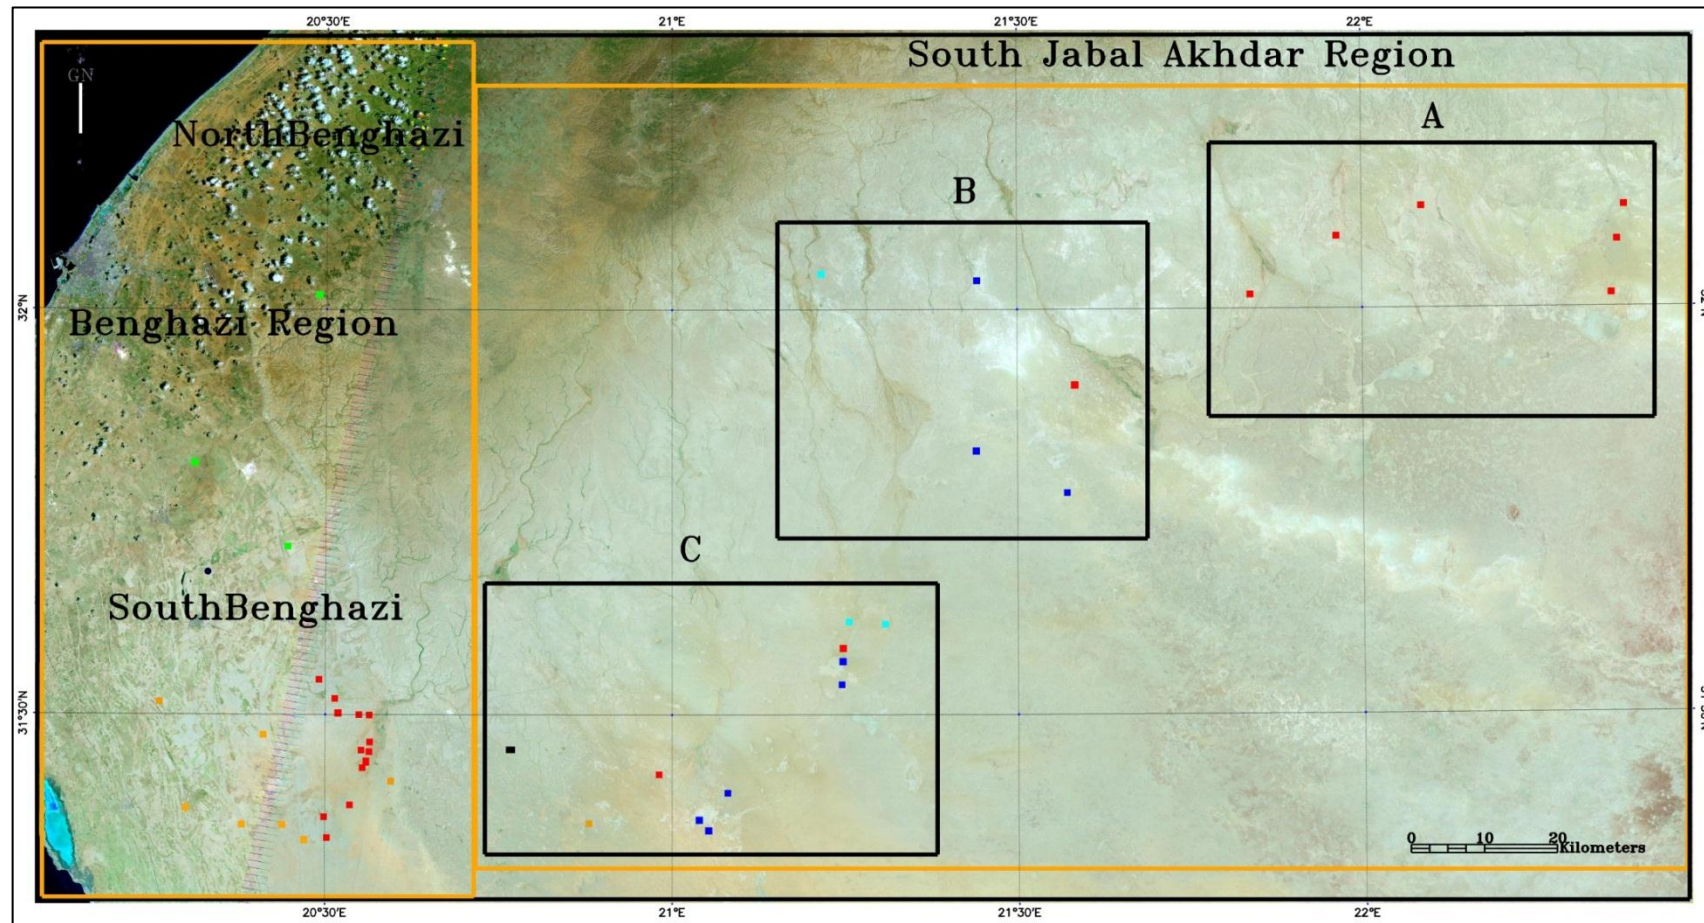 20°30'E 21°E 21°30'E 22°E
South Jabal Akhdar Region
GN
A
NorthBenghazi
B
32°N
Benghazi Region
C
SouthBenghazi
31°30'N
0 10 20
Kilometers
20°30'E 21°E 21°30'E 22°E